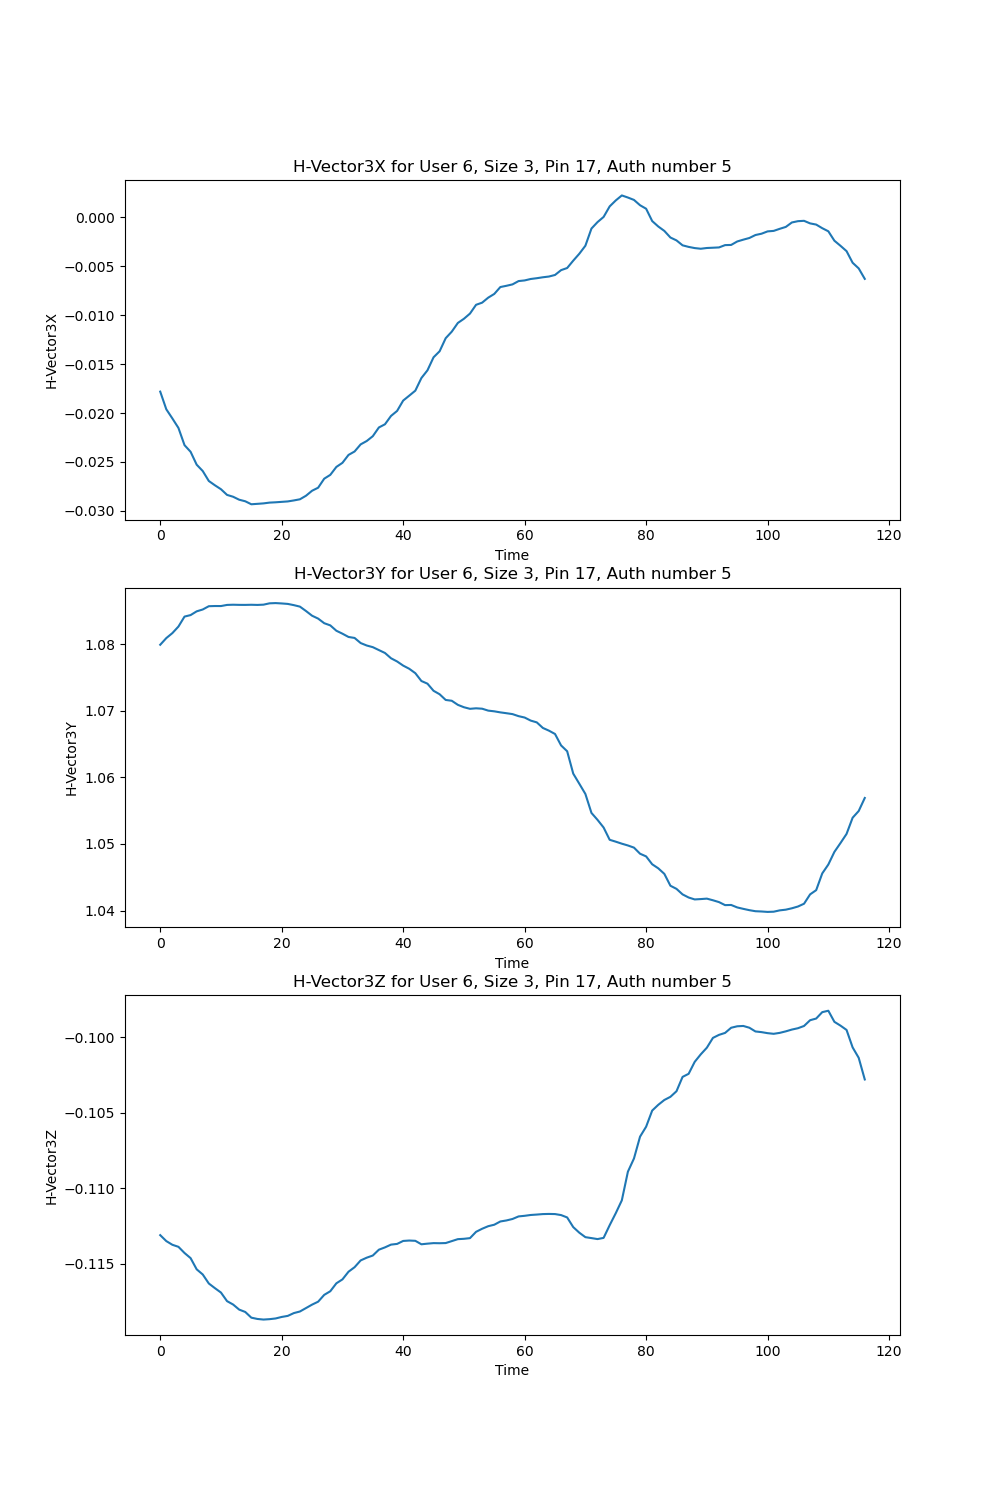 H-Vector3X for User 6, Size 3, Pin 17, Auth number 5
0.000
−0.005
−0.010
−0.015
−0.020
−0.025
−0.030
H-Vector3X
0 20 40 60 80 100 120
Time
H-Vector3Y for User 6, Size 3, Pin 17, Auth number 5
1.08
1.07
1.06
1.05
1.04
H-Vector3Y
0 20 40 60 80 100 120
Time
H-Vector3Z for User 6, Size 3, Pin 17, Auth number 5
−0.100
−0.105
−0.110
−0.115
H-Vector3Z
0 20 40 60 80 100 120
Time